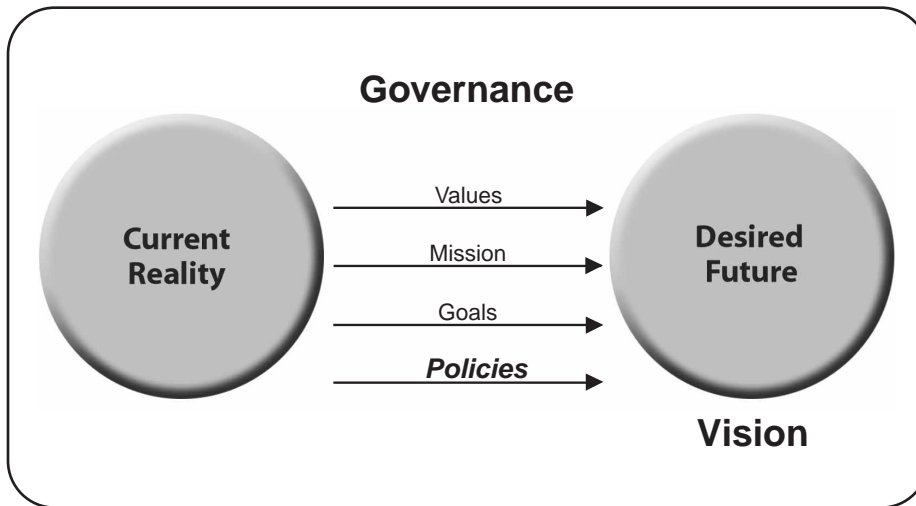 Governance
Values
Current
Reality
Mission
Desired
Future
Goals
Policies
Vision